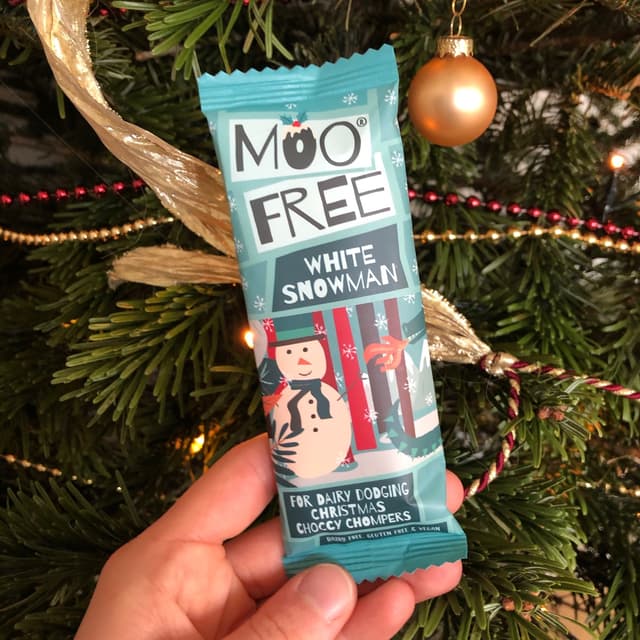 MOO®
FREE
WHITE
SNOWMAN
FOR DAIRY DODGING
CHRISTMAS
CHOCCY CHOMPERS
DAIRY FREE, GLUTEN FREE & VEGAN